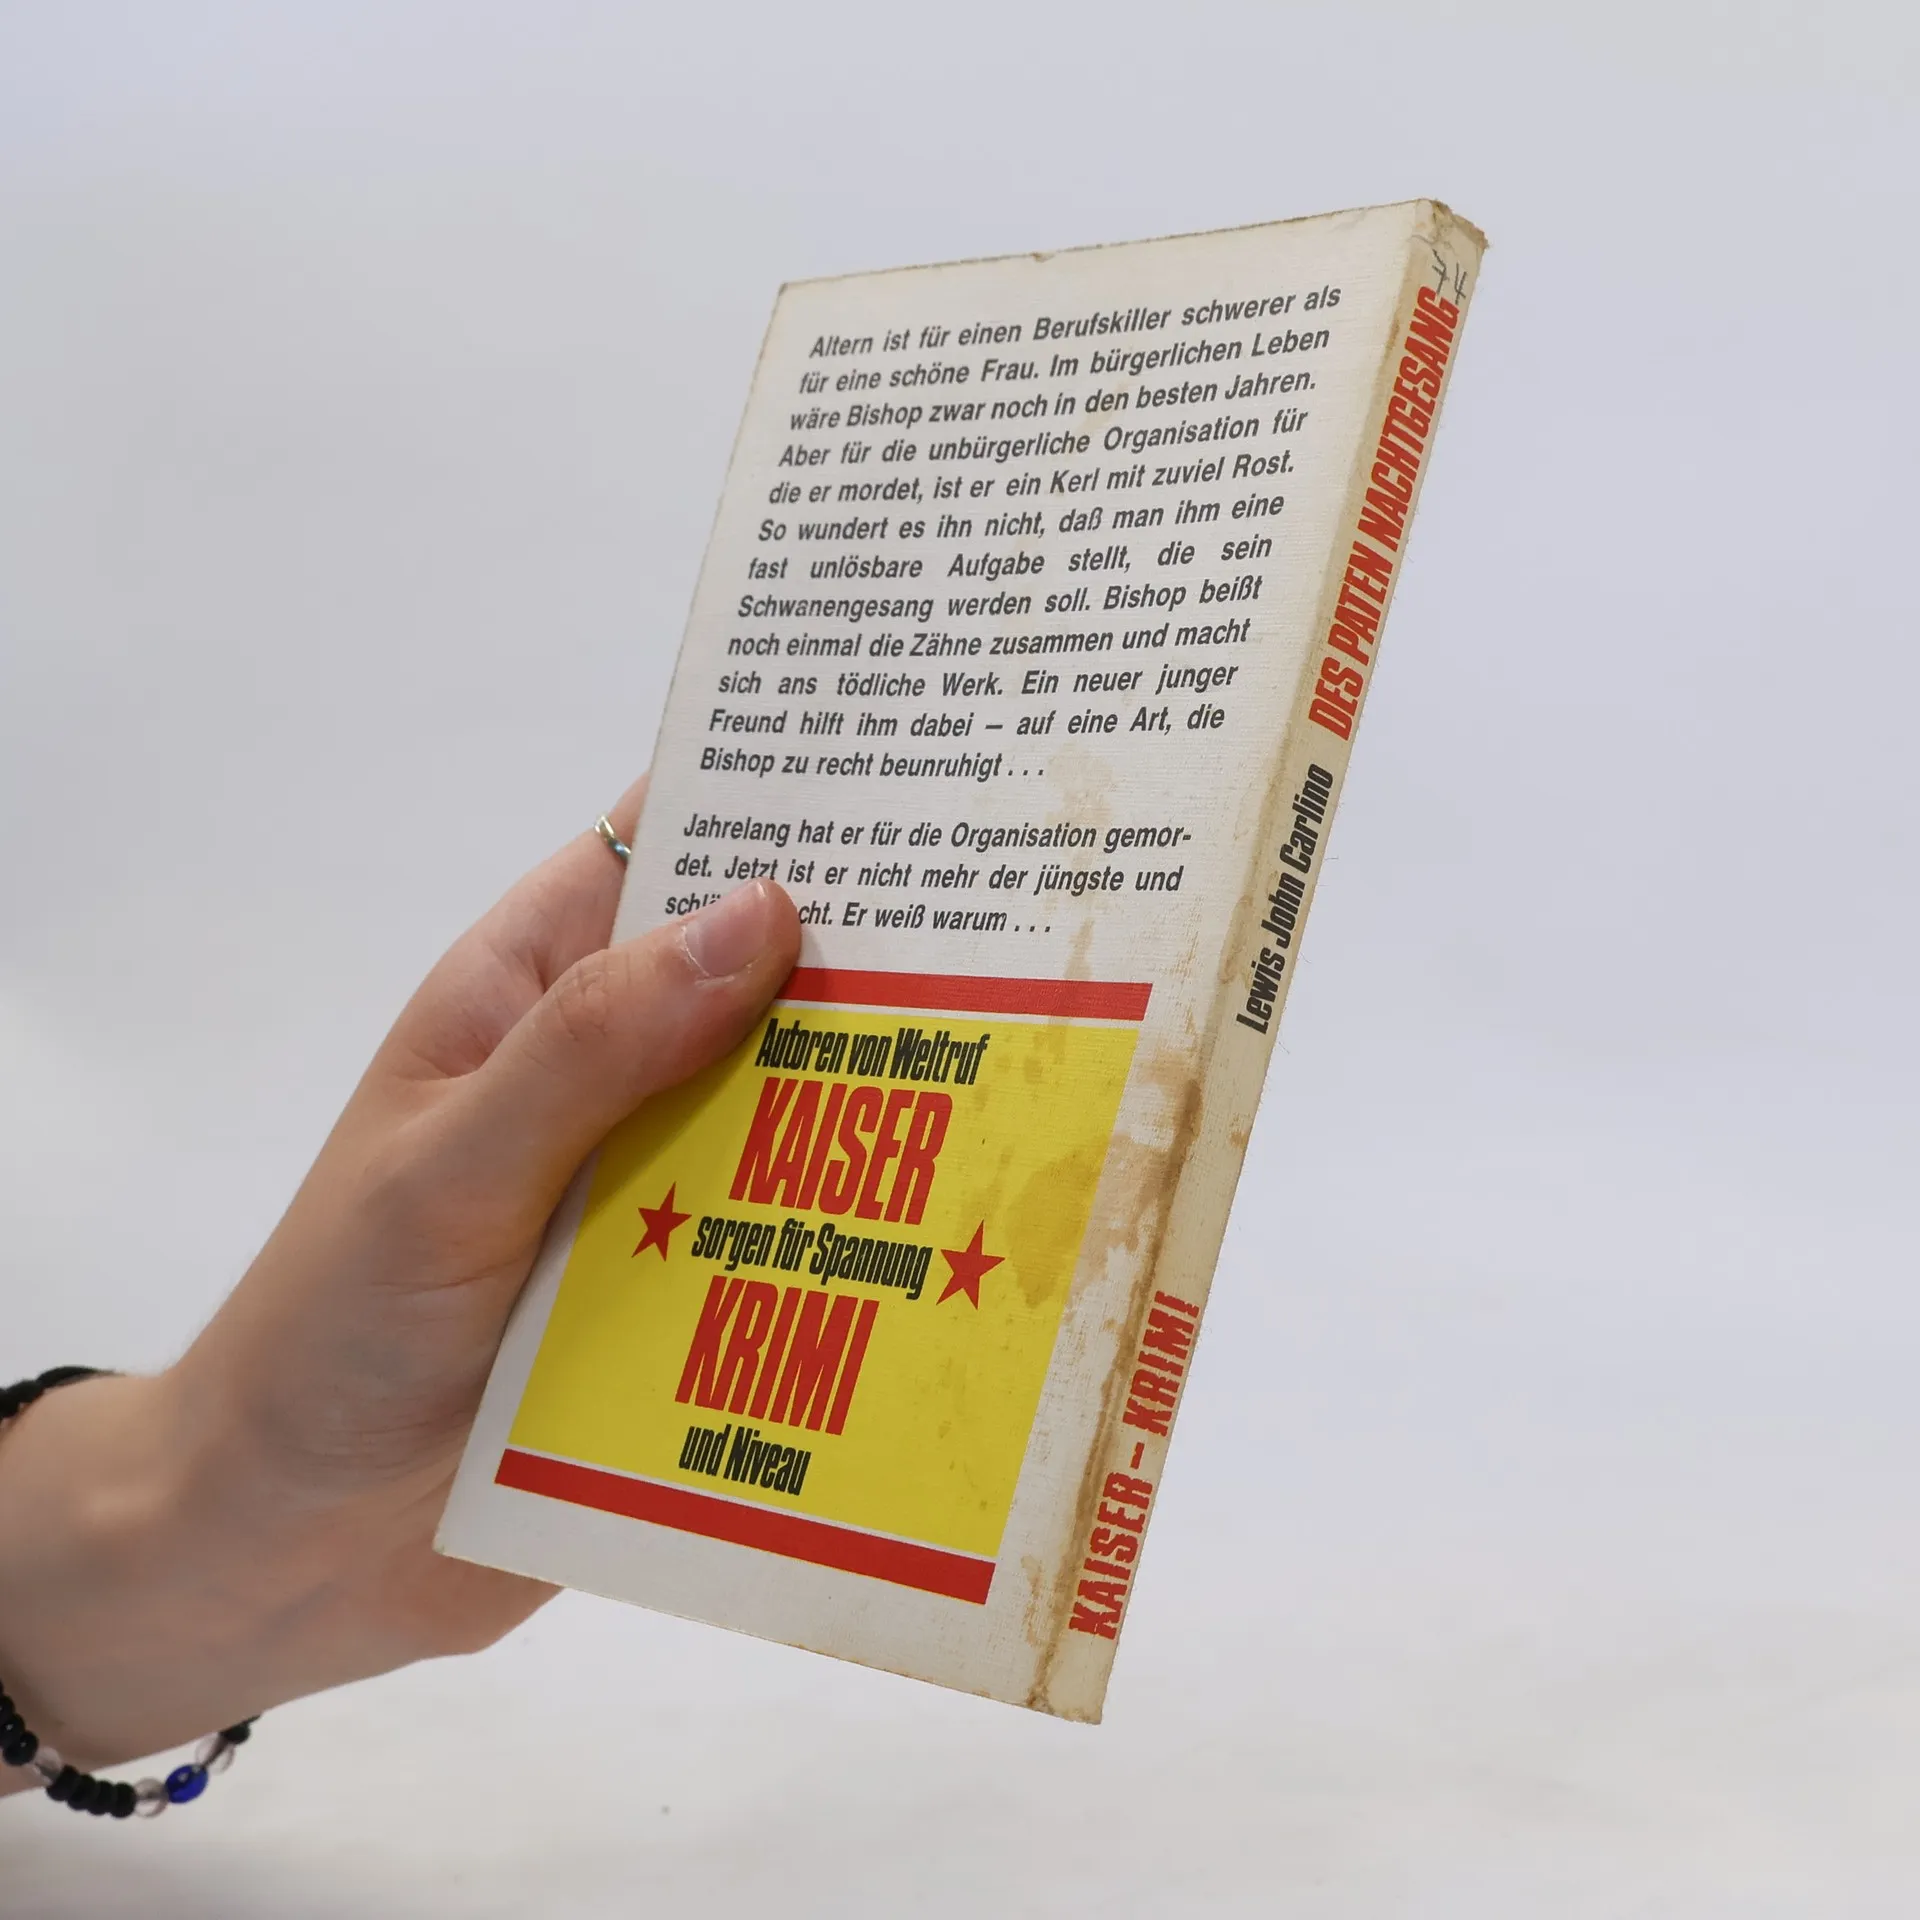 Altern ist für einen Berufskiller schwerer als
für eine schöne Frau. Im bürgerlichen Leben
wäre Bishop zwar noch in den besten Jahren.
Aber für die unbürgerliche Organisation für
die er mordet, ist er ein Kerl mit zuviel Rost.
So wundert es ihn nicht, daß man ihm eine
fast unlösbare Aufgabe stellt, die sein
Schwanengesang werden soll. Bishop beißt
noch einmal die Zähne zusammen und macht
sich ans tödliche Werk. Ein neuer junger
Freund hilft ihm dabei – auf eine Art, die
Bishop zu recht beunruhigt . . .
Jahrelang hat er für die Organisation gemor-
det. Jetzt ist er nicht mehr der jüngste und
Er weiß warum . . .
Autoren von Weltruf
KAISER
sorgen für Spannung
KRIMI
und Niveau
DES PATEN NACHTGESANG
Lewis John Carlino
KAISER – KRIMI